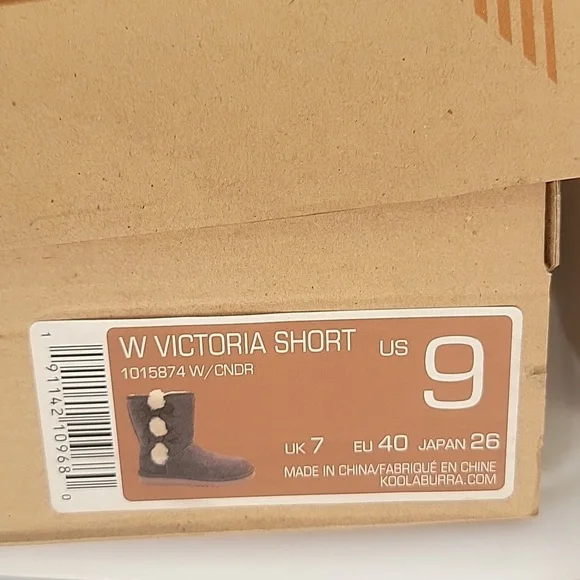 W VICTORIA SHORT
1015874 W/CNDR
US 9
UK 7 EU 40 JAPAN 26
MADE IN CHINA/FABRIQUÉ EN CHINE
KOOLABURRA.COM
1 91142 10968 0